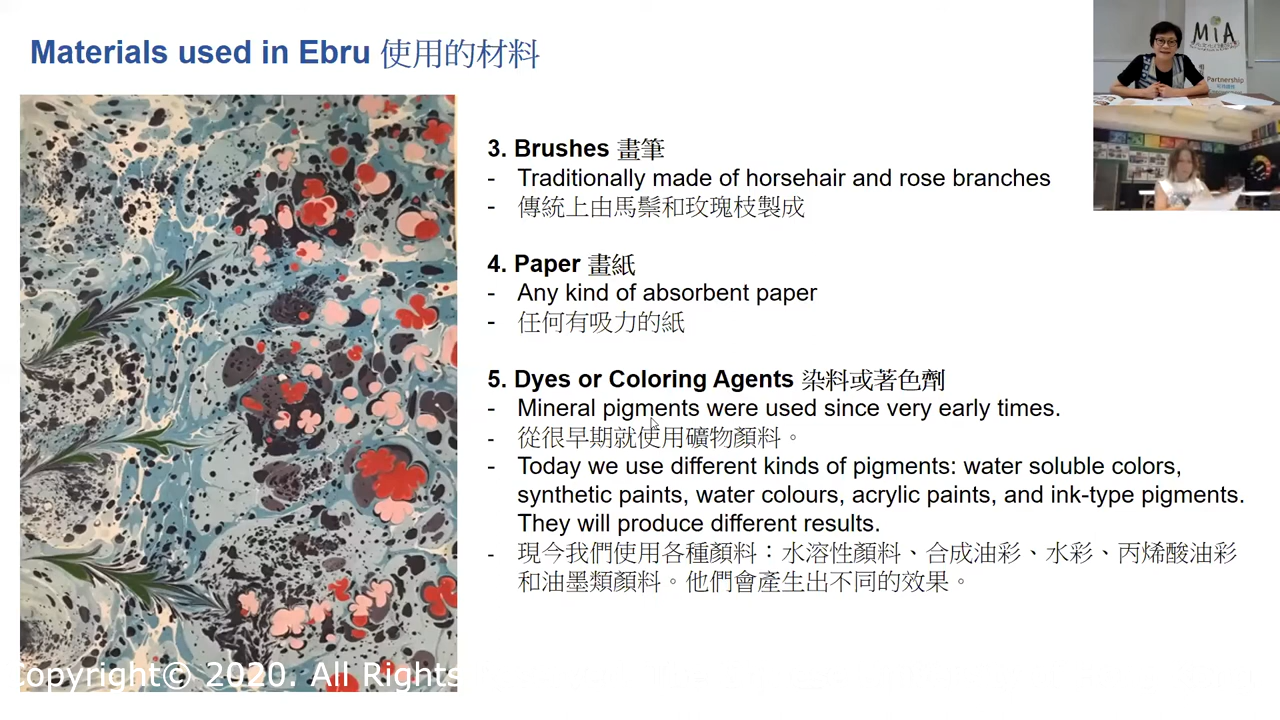 Materials used in Ebru 使用的材料
MiA
Partnership
3. Brushes 畫筆
- Traditionally made of horsehair and rose branches
- 傳統上由馬鬃和玫瑰枝製成
4. Paper 畫紙
- Any kind of absorbent paper
- 任何有吸力的紙
5. Dyes or Coloring Agents 染料或著色劑
- Mineral pigments were used since very early times.
- 從很早期就使用礦物顏料。
- Today we use different kinds of pigments: water soluble colors,
synthetic paints, water colours, acrylic paints, and ink-type pigments.
They will produce different results.
- 現今我們使用各種顏料：水溶性顏料、合成油彩、水彩、丙烯酸油彩
和油墨類顏料。他們會產生出不同的效果。
Copyright© 2020. All Rights